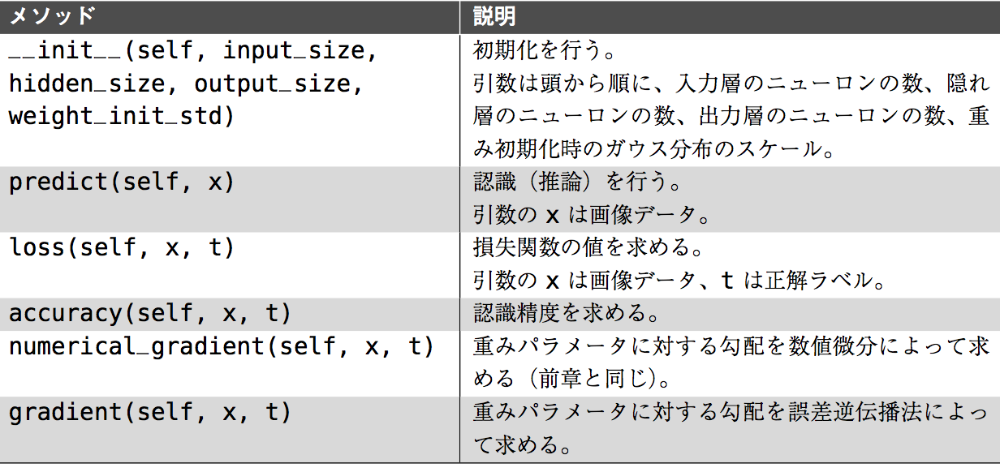 メソッド 説明
__init__(self, input_size, 初期化を行う。
hidden_size, output_size, 引数は頭から順に、入力層のニューロンの数、隠れ
weight_init_std) 層のニューロンの数、出力層のニューロンの数、重
み初期化時のガウス分布のスケール。
predict(self, x) 認識（推論）を行う。
引数の x は画像データ。
loss(self, x, t) 損失関数の値を求める。
引数の x は画像データ、t は正解ラベル。
accuracy(self, x, t) 認識精度を求める。
numerical_gradient(self, x, t) 重みパラメータに対する勾配を数値微分によって求
める（前章と同じ）。
gradient(self, x, t) 重みパラメータに対する勾配を誤差逆伝播法によっ
て求める。